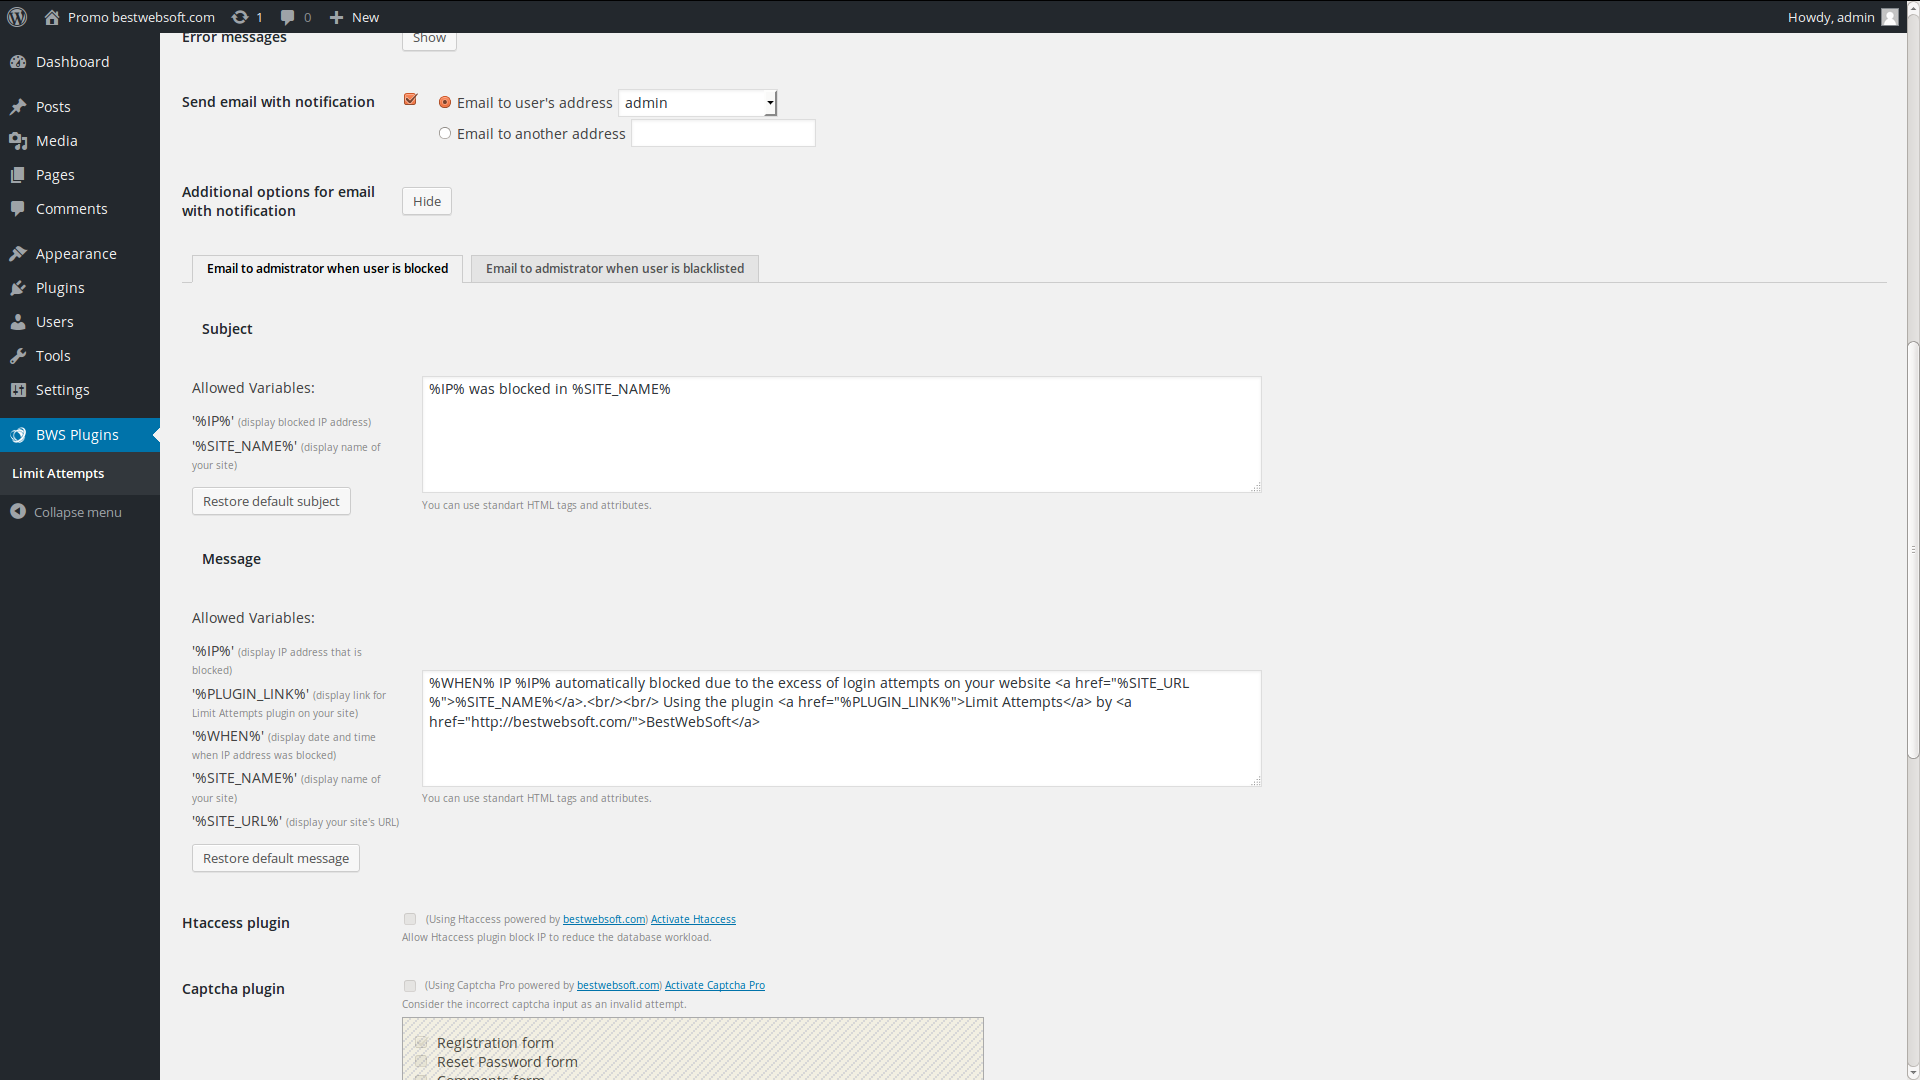 Promo bestwebsoft.com 1 0 New Howdy, admin
Dashboard
Posts
Media
Pages
Comments
Appearance
Plugins
Users
Tools
Settings
BWS Plugins
Limit Attempts
Collapse menu
Error messages Show
Send email with notification Email to user's address admin
Email to another address
Additional options for email
with notification
Hide
Email to admistrator when user is blocked Email to admistrator when user is blacklisted
Subject
Allowed Variables:
'%IP%' (display blocked IP address)
'%SITE_NAME%' (display name of
your site)
Restore default subject
%IP% was blocked in %SITE_NAME%
You can use standart HTML tags and attributes.
Message
Allowed Variables:
'%IP%' (display IP address that is
blocked)
'%PLUGIN_LINK%' (display link for
Limit Attempts plugin on your site)
'%WHEN%' (display date and time
when IP address was blocked)
'%SITE_NAME%' (display name of
your site)
'%SITE_URL%' (display your site's URL)
Restore default message
%WHEN% IP %IP% automatically blocked due to the excess of login attempts on your website <a href="%SITE_URL
%">%SITE_NAME%</a>.<br/><br/> Using the plugin <a href="%PLUGIN_LINK%">Limit Attempts</a> by <a
href="http://bestwebsoft.com/">BestWebSoft</a>
You can use standart HTML tags and attributes.
Htaccess plugin (Using Htaccess powered by bestwebsoft.com) Activate Htaccess
Allow Htaccess plugin block IP to reduce the database workload.
Captcha plugin (Using Captcha Pro powered by bestwebsoft.com) Activate Captcha Pro
Consider the incorrect captcha input as an invalid attempt.
Registration form
Reset Password form
Comments form